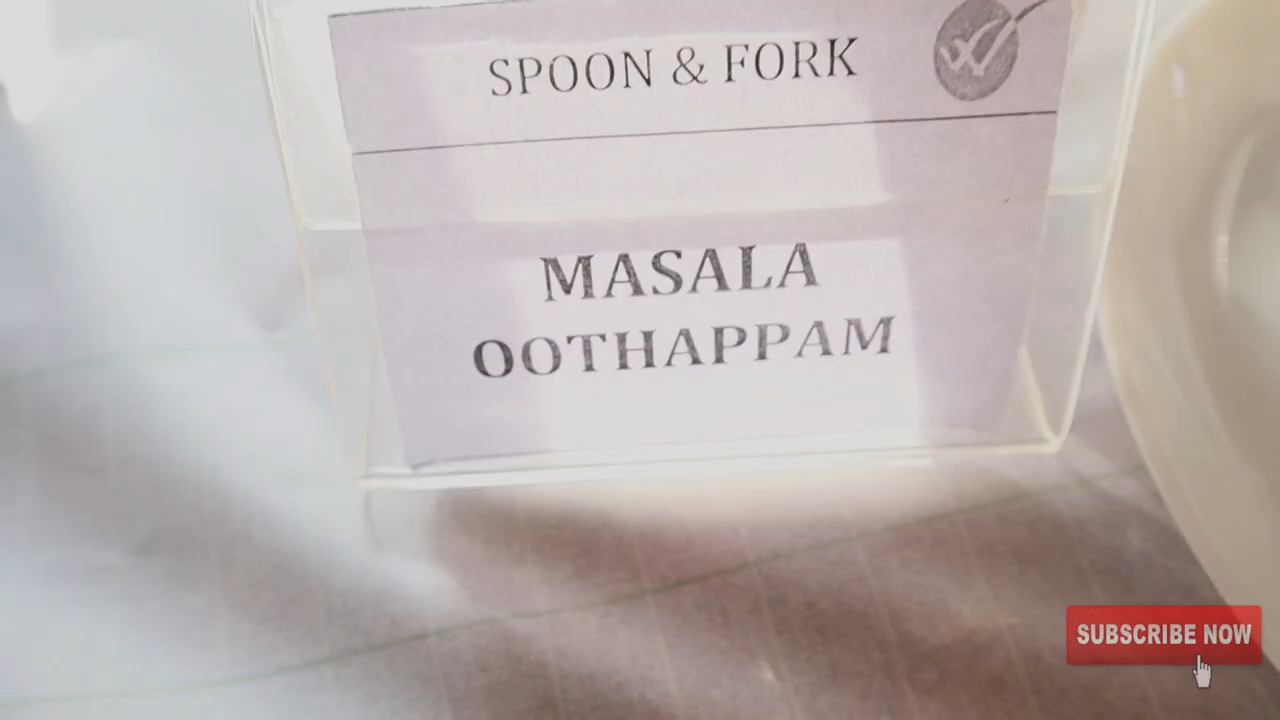 SPOON & FORK
W
MASALA
OOTHAPPAM
SUBSCRIBE NOW